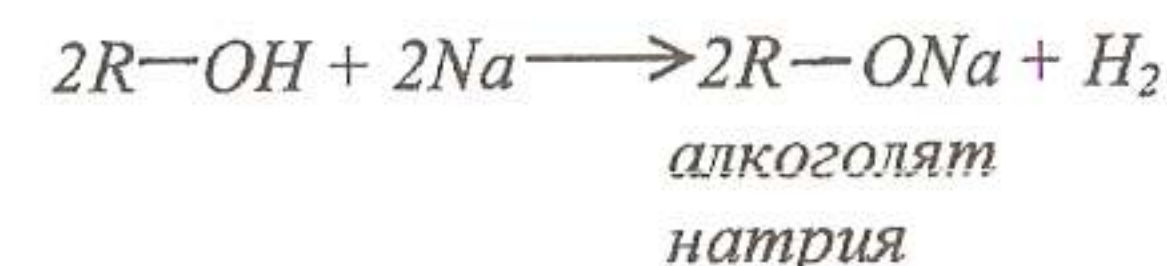 2R—OH + 2Na⟶2R—ONa + H₂
алкоголят
натрия